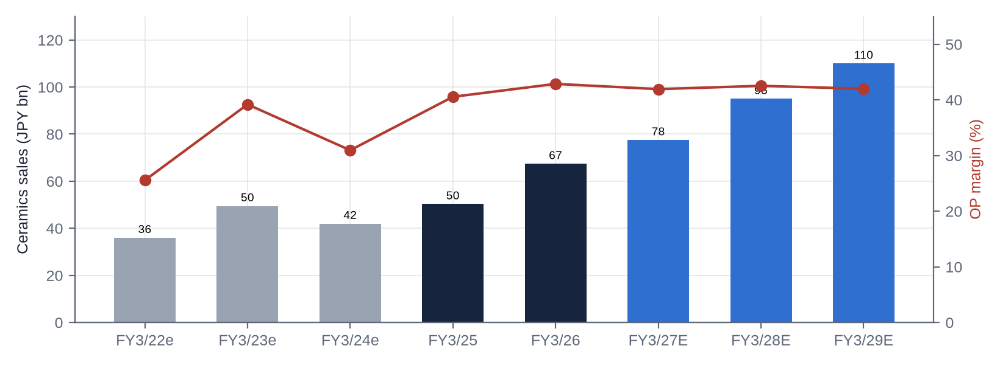 Ceramics sales (JPY bn)
120
100
80
60
40
20
0
50
40
30
20
10
0
OP margin (%)
36
50
42
50
67
78
110
FY3/22e
FY3/23e
FY3/24e
FY3/25
FY3/26
FY3/27E
FY3/28E
FY3/29E